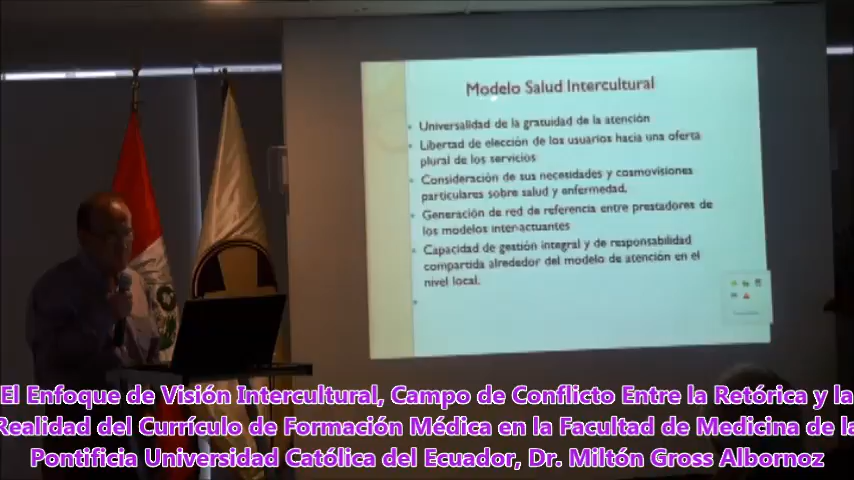 Modelo Salud Intercultural
Universalidad de la gratuidad de la atención
Libertad de elección de los usuarios hacia una oferta
plural de los servicios
Consideración de sus necesidades y cosmovisiones
particulares sobre salud y enfermedad.
Generación de red de referencia entre prestadores de
los modelos inter-actuantes
Capacidad de gestión integral y de responsabilidad
compartida alrededor del modelo de atención en el
nivel local.
El Enfoque de Visión Intercultural, Campo de Conflicto Entre la Retórica y la
Realidad del Currículo de Formación Médica en la Facultad de Medicina de la
Pontificia Universidad Católica del Ecuador, Dr. Miltón Gross Albornoz